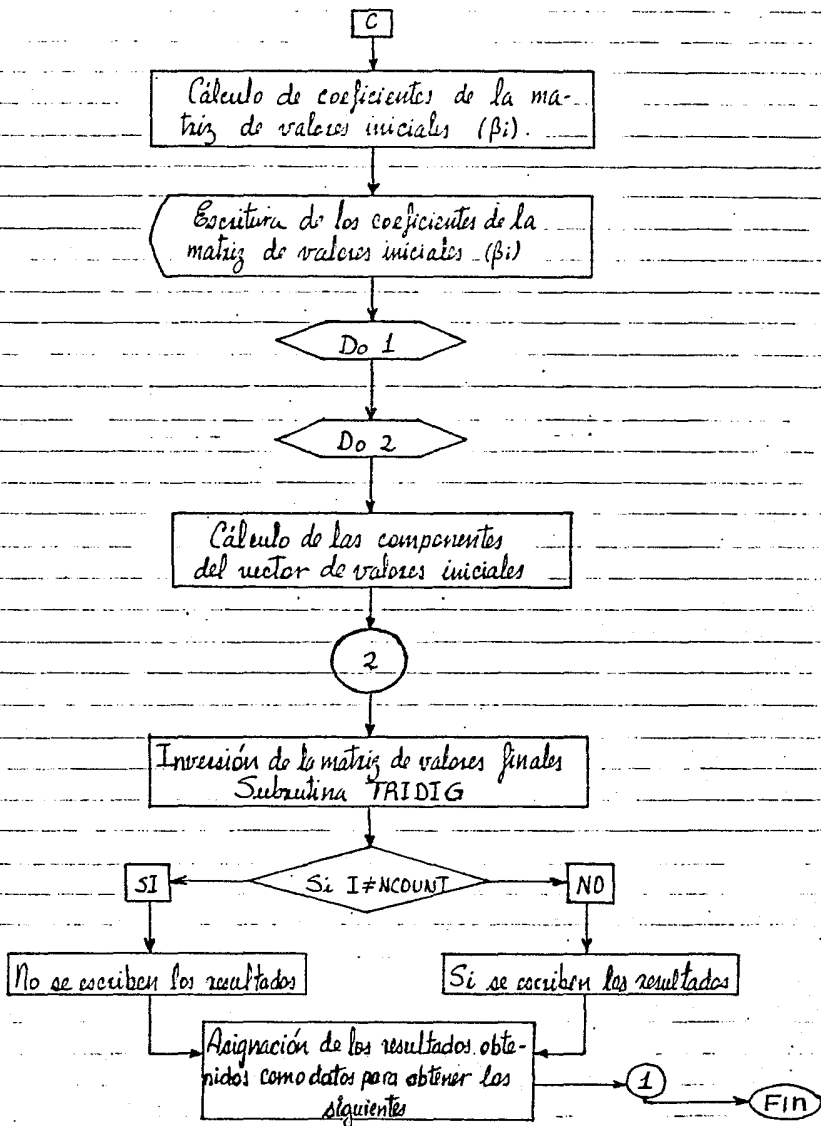 C
Cálculo de coeficientes de la ma-
triz de valores iniciales (βi).
Escritura de los coeficientes de la
matriz de valores iniciales (βi)
Do 1
Do 2
Cálculo de las componentes
del vector de valores iniciales
2
Inversión de la matriz de valores finales
Subrutina TRIDIG
SI
Si I≠NCOUNT
NO
No se escriben los resultados
Si se escriben los resultados
Asignación de los resultados obte-
nidos como datos para obtener los
siguientes
1
Fin